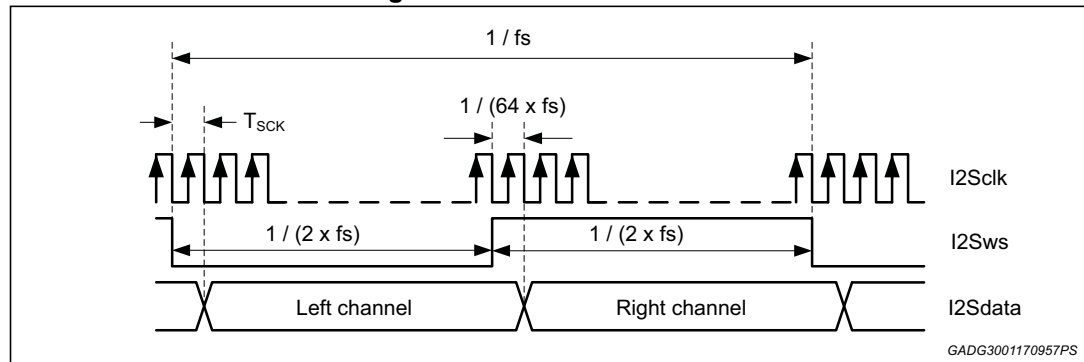 1 / fs
1 / (64 x fs)
TSCK
I2Sclk
1 / (2 x fs)
1 / (2 x fs)
I2Sws
Left channel
Right channel
I2Sdata
GADG3001170957PS